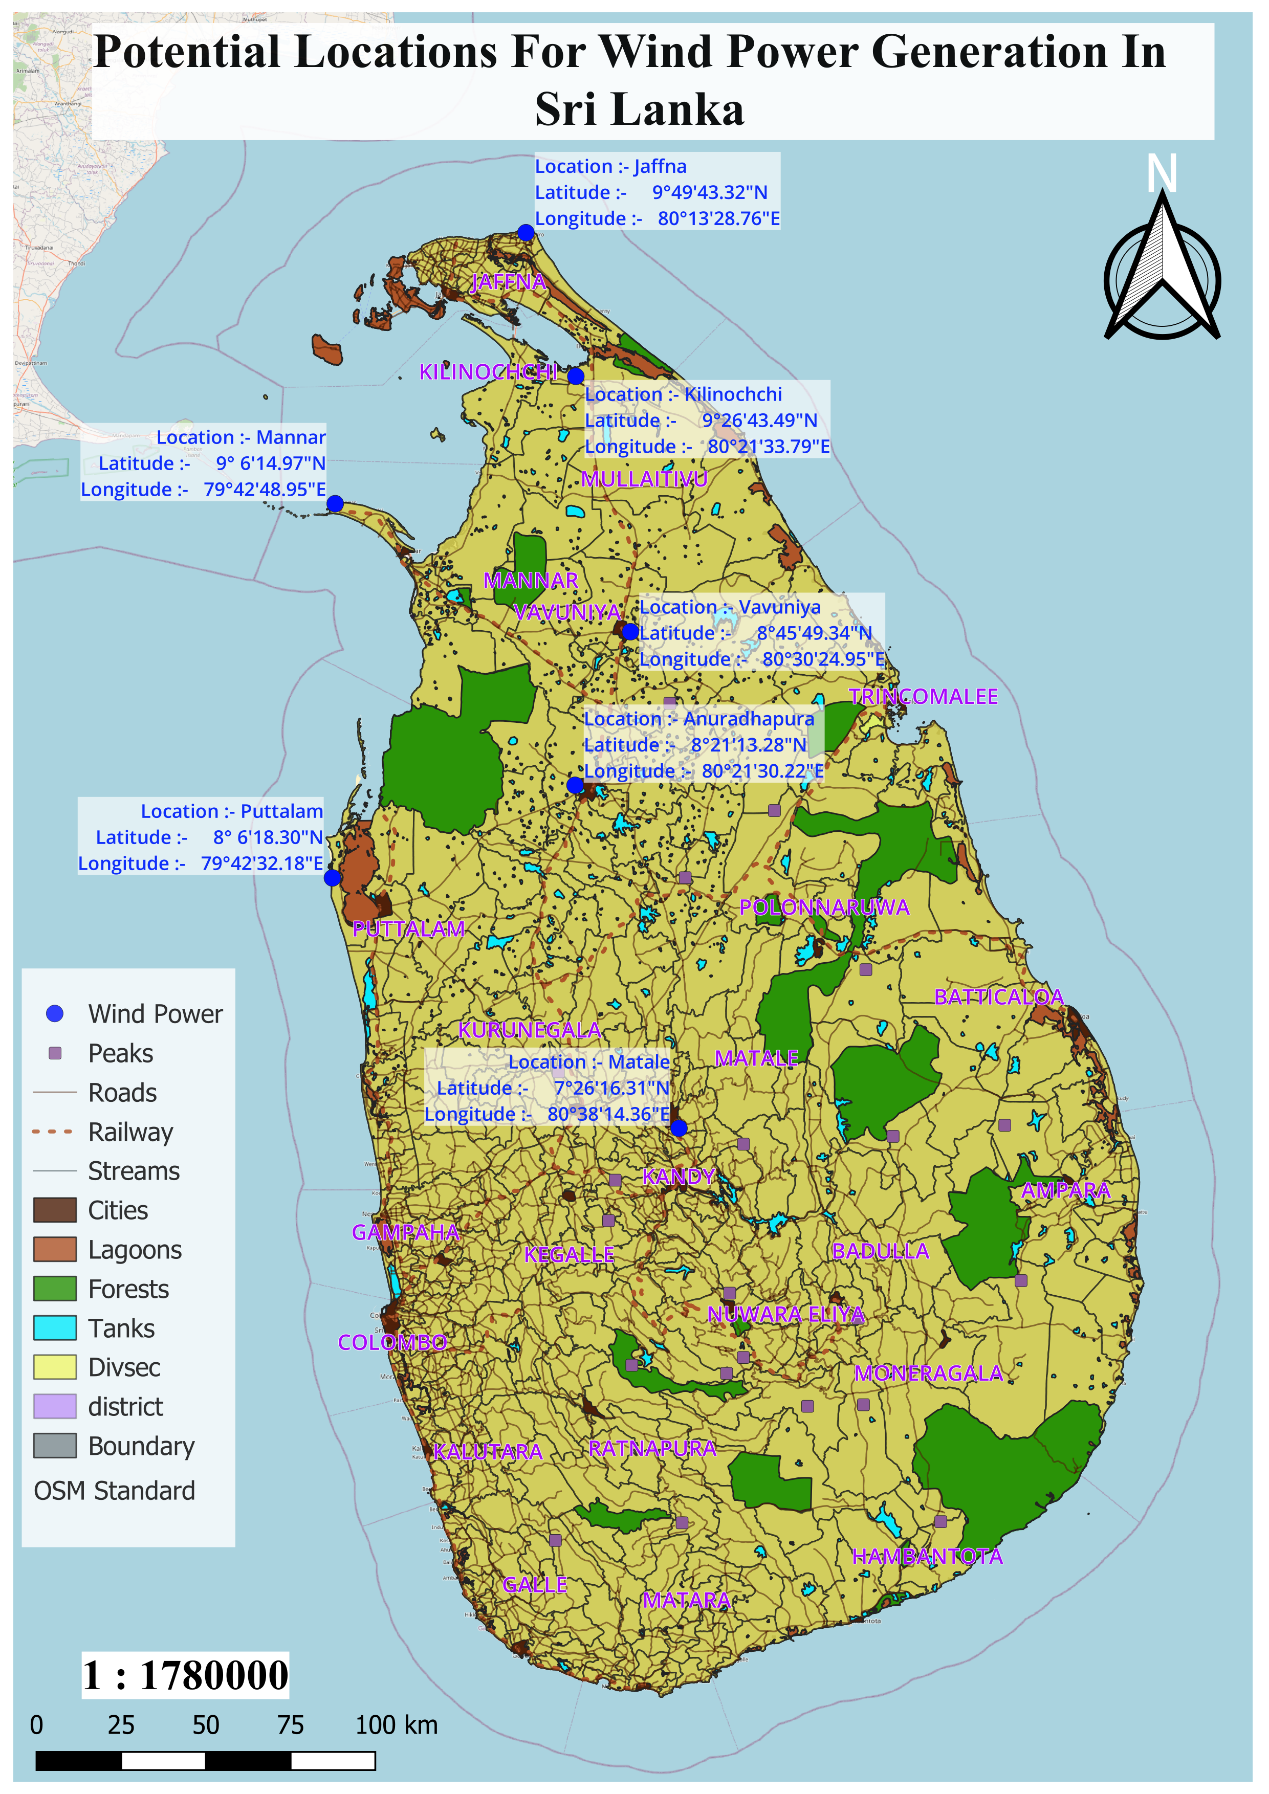 Potential Locations For Wind Power Generation In
Sri Lanka
N
Location :- Jaffna
Latitude :- 9°49'43.32"N
Longitude :- 80°13'28.76"E
JAFFNA
KILINOCHCHI
Location :- Kilinochchi
Latitude :- 9°26'43.49"N
Longitude :- 80°21'33.79"E
Location :- Mannar
Latitude :- 9° 6'14.97"N
Longitude :- 79°42'48.95"E
MULLAITIVU
MANNAR
VAVUNIYA
Location :- Vavuniya
Latitude :- 8°45'49.34"N
Longitude :- 80°30'24.95"E
TRINCOMALEE
Location :- Anuradhapura
Latitude :- 8°21'13.28"N
Longitude :- 80°21'30.22"E
Location :- Puttalam
Latitude :- 8° 6'18.30"N
Longitude :- 79°42'32.18"E
PUTTALAM
POLONNARUWA
BATTICALOA
KURUNEGALA
Location :- Matale
Latitude :- 7°26'16.31"N
Longitude :- 80°38'14.36"E
MATALE
KANDY
AMPARA
GAMPAHA
KEGALLE
BADULLA
NUWARA ELIYA
COLOMBO
MONERAGALA
KALUTARA
RATNAPURA
HAMBANTOTA
GALLE
MATARA
Wind Power
Peaks
Roads
Railway
Streams
Cities
Lagoons
Forests
Tanks
Divsec
district
Boundary
OSM Standard
1 : 1780000
0 25 50 75 100 km